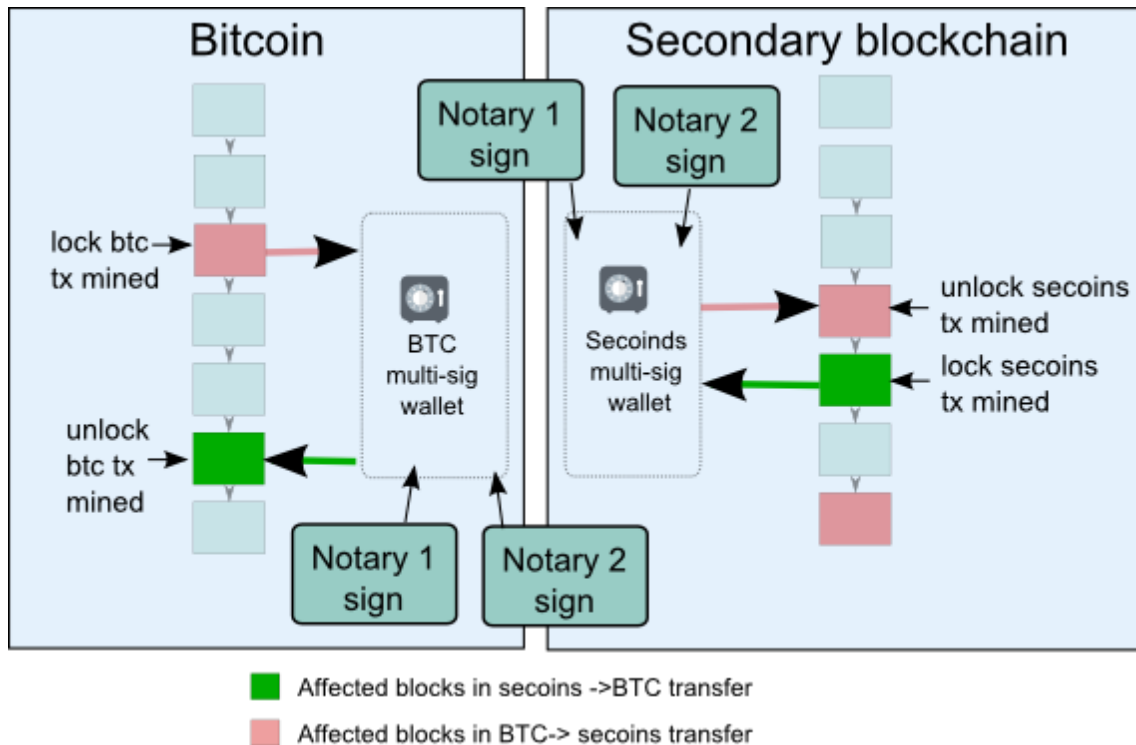 Bitcoin
Secondary blockchain
Notary 1
sign
Notary 2
sign
lock btc
tx mined
BTC
multi-sig
wallet
Secoinds
multi-sig
wallet
unlock secoins
tx mined
lock secoins
tx mined
unlock
btc tx
mined
Notary 1
sign
Notary 2
sign
Affected blocks in secoins ->BTC transfer
Affected blocks in BTC-> secoins transfer